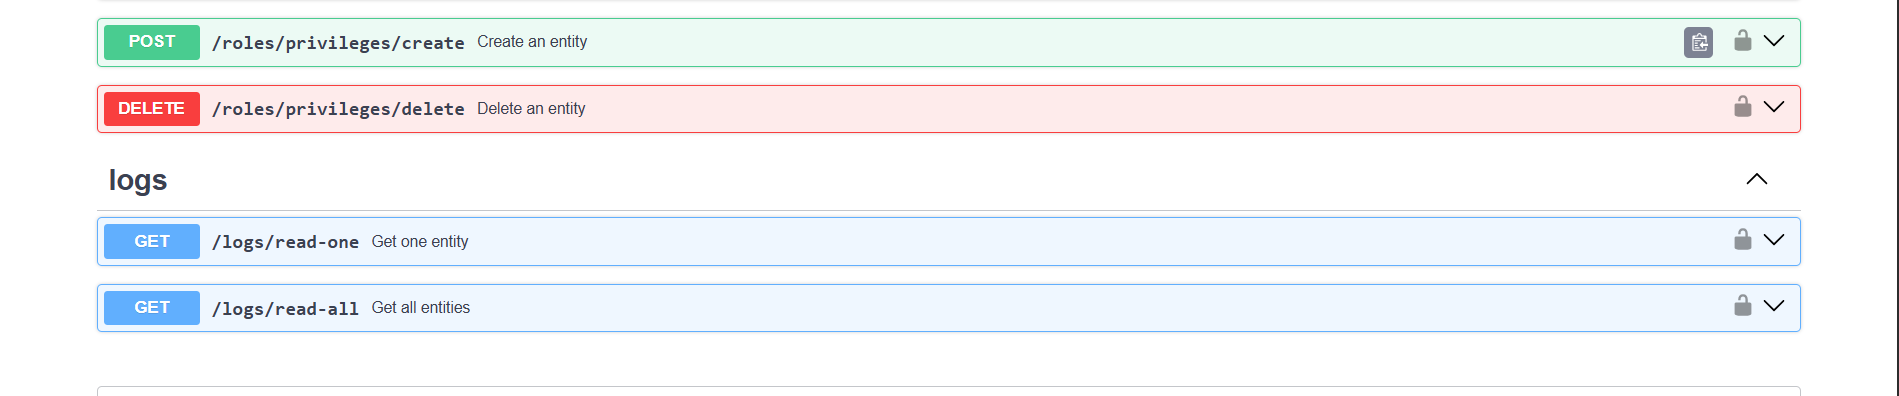 POST /roles/privileges/create Create an entity
DELETE /roles/privileges/delete Delete an entity
logs
GET /logs/read-one Get one entity
GET /logs/read-all Get all entities